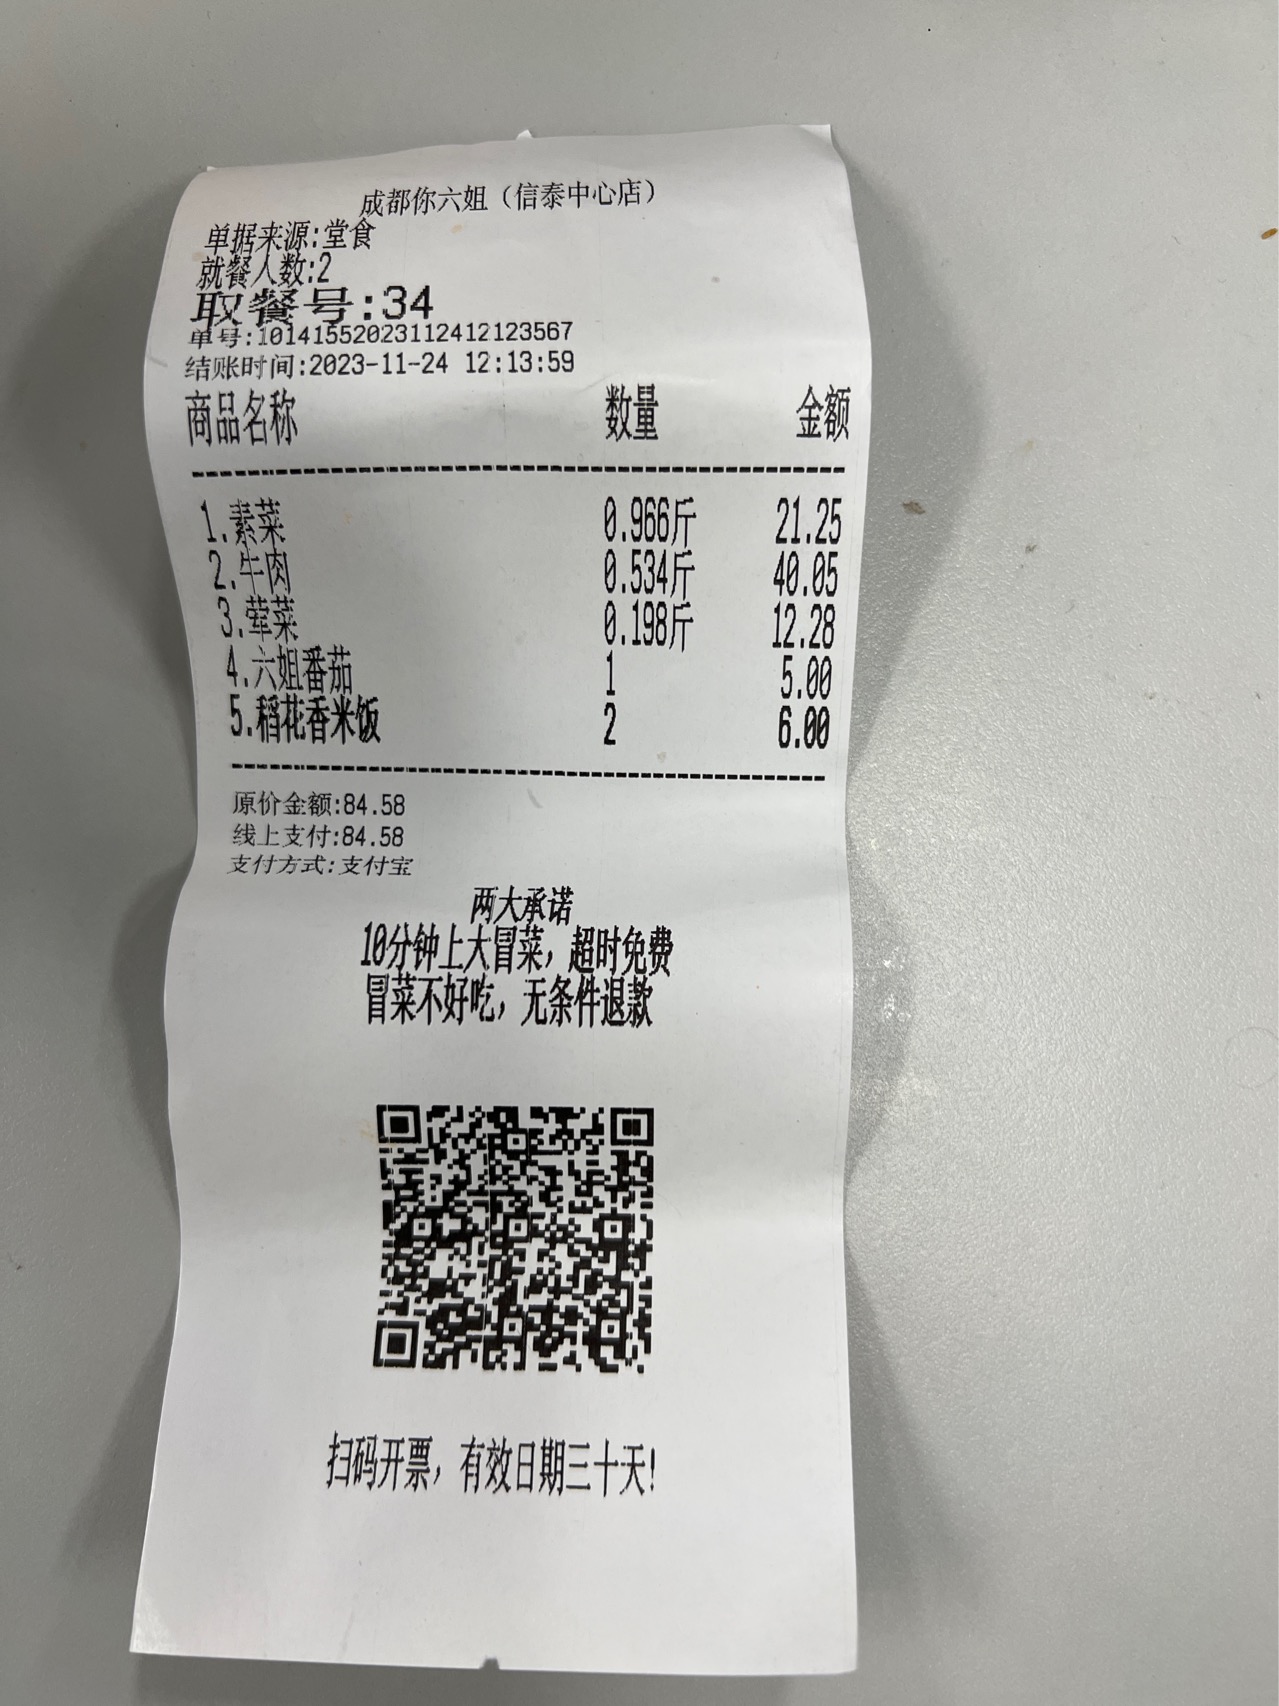 成都你六姐（信泰中心店）
单据来源:堂食
就餐人数:2
取餐号:34
单号:10141552023112412123567
结账时间:2023-11-24 12:13:59
商品名称 数量 金额
1.素菜 0.966斤 21.25
2.牛肉 0.534斤 40.05
3.荤菜 0.198斤 12.28
4.六姐番茄 1 5.00
5.稻花香米饭 2 6.00
原价金额:84.58
线上支付:84.58
支付方式:支付宝
两大承诺
10分钟上大冒菜，超时免费
冒菜不好吃，无条件退款
扫码开票，有效日期三十天!